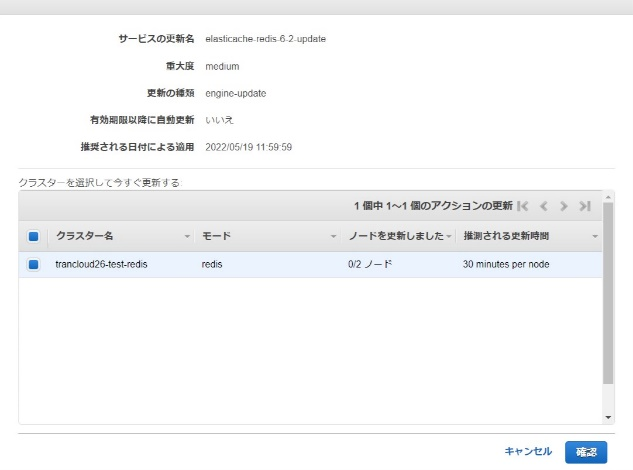 サービスの更新名 elasticache-redis-6-2-update
重大度 medium
更新の種類 engine-update
有効期限以降に自動更新 いいえ
推奨される日付による適用 2022/05/19 11:59:59
クラスターを選択して今すぐ更新する
1 個中 1～1 個のアクションの更新
クラスター名 モード ノードを更新しました 推測される更新時間
trancloud26-test-redis redis 0/2 ノード 30 minutes per node
キャンセル 確認